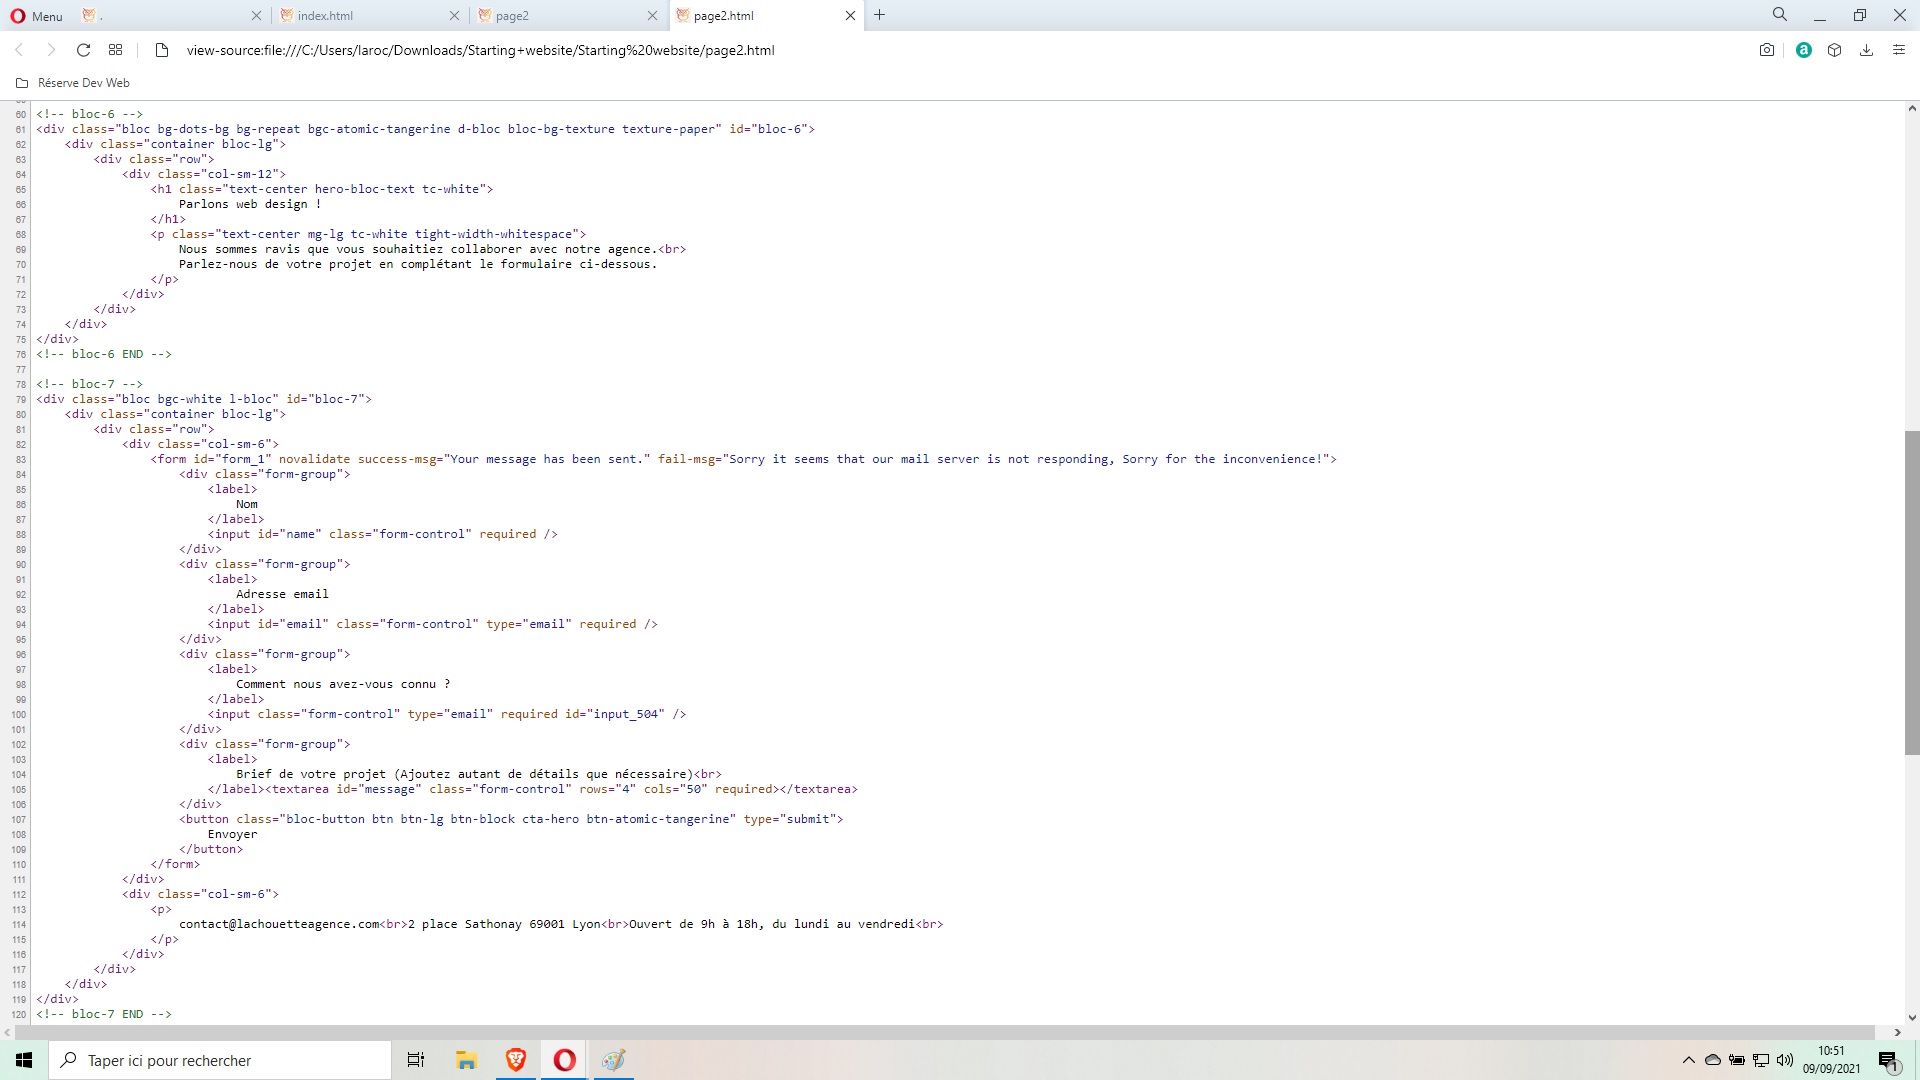 Menu
.
index.html
page2
page2.html
view-source:file:///C:/Users/laroc/Downloads/Starting+website/Starting%20website/page2.html
a
Réserve Dev Web
60 <!-- bloc-6 -->
61 <div class="bloc bg-dots-bg bg-repeat bgc-atomic-tangerine d-bloc bloc-bg-texture texture-paper" id="bloc-6">
62 <div class="container bloc-lg">
63 <div class="row">
64 <div class="col-sm-12">
65 <h1 class="text-center hero-bloc-text tc-white">
66 Parlons web design !
67 </h1>
68 <p class="text-center mg-lg tc-white tight-width-whitespace">
69 Nous sommes ravis que vous souhaitiez collaborer avec notre agence.<br>
70 Parlez-nous de votre projet en complétant le formulaire ci-dessous.
71 </p>
72 </div>
73 </div>
74 </div>
75 </div>
76 <!-- bloc-6 END -->
77
78 <!-- bloc-7 -->
79 <div class="bloc bgc-white l-bloc" id="bloc-7">
80 <div class="container bloc-lg">
81 <div class="row">
82 <div class="col-sm-6">
83 <form id="form_1" novalidate success-msg="Your message has been sent." fail-msg="Sorry it seems that our mail server is not responding, Sorry for the inconvenience!">
84 <div class="form-group">
85 <label>
86 Nom
87 </label>
88 <input id="name" class="form-control" required />
89 </div>
90 <div class="form-group">
91 <label>
92 Adresse email
93 </label>
94 <input id="email" class="form-control" type="email" required />
95 </div>
96 <div class="form-group">
97 <label>
98 Comment nous avez-vous connu ?
99 </label>
100 <input class="form-control" type="email" required id="input_504" />
101 </div>
102 <div class="form-group">
103 <label>
104 Brief de votre projet (Ajoutez autant de détails que nécessaire)<br>
105 </label><textarea id="message" class="form-control" rows="4" cols="50" required></textarea>
106 </div>
107 <button class="bloc-button btn btn-lg btn-block cta-hero btn-atomic-tangerine" type="submit">
108 Envoyer
109 </button>
110 </form>
111 </div>
112 <div class="col-sm-6">
113 <p>
114 contact@lachouetteagence.com<br>2 place Sathonay 69001 Lyon<br>Ouvert de 9h à 18h, du lundi au vendredi<br>
115 </p>
116 </div>
117 </div>
118 </div>
119 </div>
120 <!-- bloc-7 END -->
Taper ici pour rechercher
10:51
09/09/2021
1